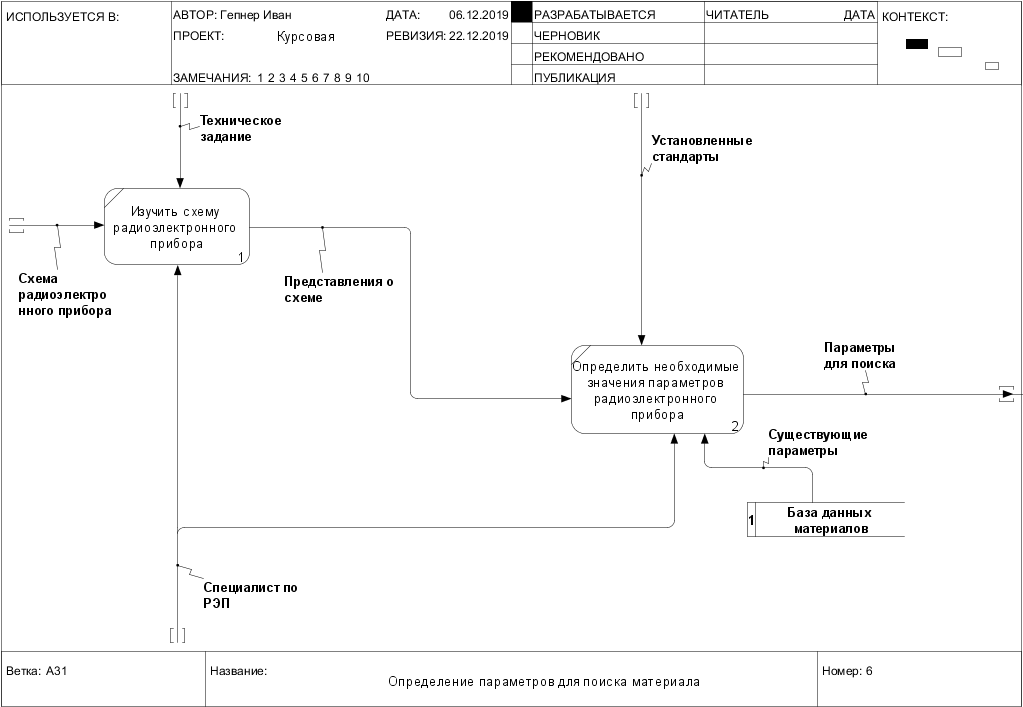 ИСПОЛЬЗУЕТСЯ В:
АВТОР: Гепнер Иван
ДАТА: 06.12.2019
ПРОЕКТ: Курсовая
РЕВИЗИЯ: 22.12.2019
ЗАМЕЧАНИЯ: 1 2 3 4 5 6 7 8 9 10
РАЗРАБАТЫВАЕТСЯ
ЧЕРНОВИК
РЕКОМЕНДОВАНО
ПУБЛИКАЦИЯ
ЧИТАТЕЛЬ
ДАТА
КОНТЕКСТ:
Техническое
задание
Установленные
стандарты
Изучить схему
радиоэлектронного
прибора
1
Схема
радиоэлектро
нного прибора
Представления о
схеме
Определить необходимые
значения параметров
радиоэлектронного
прибора
2
Параметры
для поиска
Существующие
параметры
1
База данных
материалов
Специалист по
РЭП
Ветка: A31
Название:
Определение параметров для поиска материала
Номер: 6